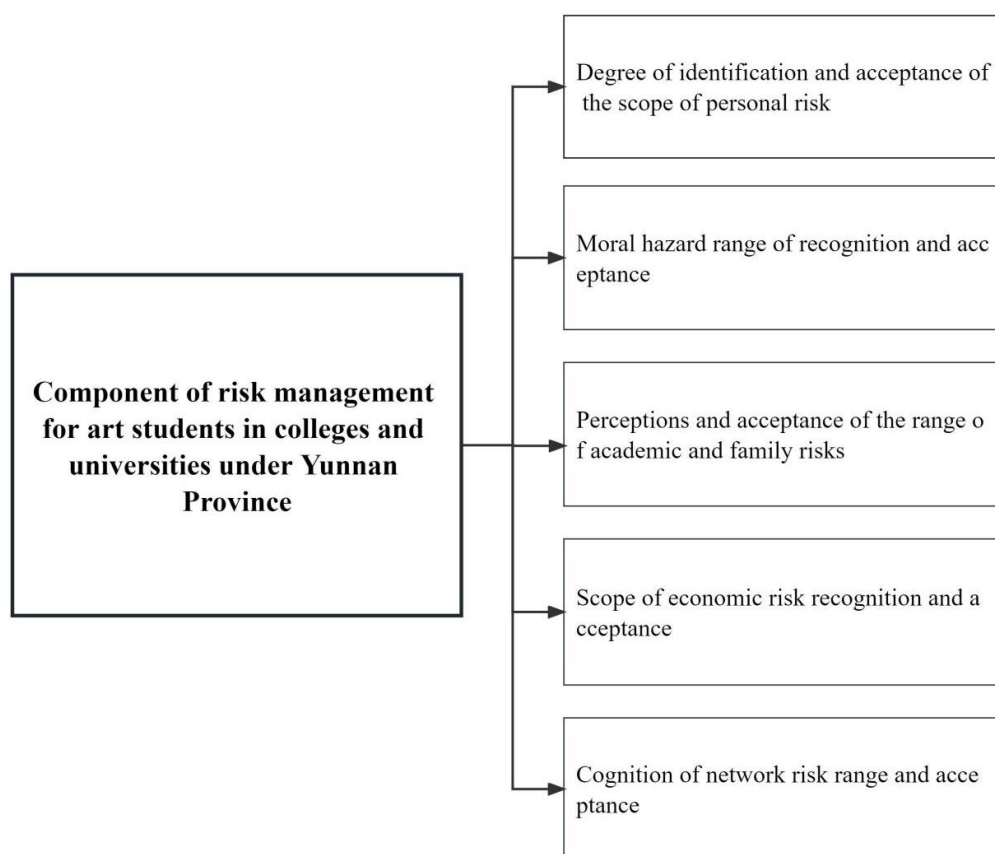 Degree of identification and acceptance of
the scope of personal risk
Moral hazard range of recognition and acc
eptance
Component of risk management
for art students in colleges and
universities under Yunnan
Province
Perceptions and acceptance of the range o
f academic and family risks
Scope of economic risk recognition and a
cceptance
Cognition of network risk range and acce
ptance